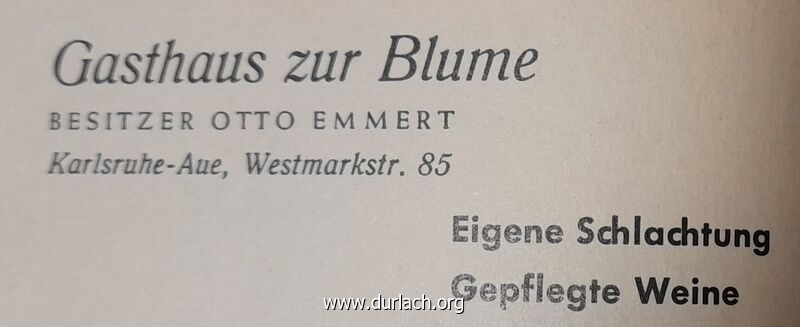 Gasthaus zur Blume
BESITZER OTTO EMMERT
Karlsruhe-Aue, Westmarkstr. 85
Eigene Schlachtung
Gepflegte Weine
www.durlach.org